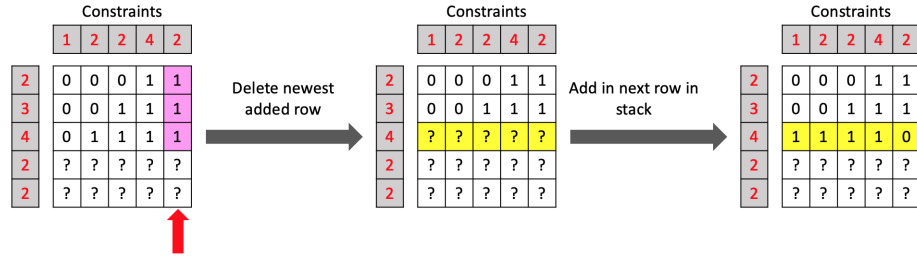 Constraints
1 2 2 4 2
2 0 0 0 1 1
3 0 0 1 1 1
4 0 1 1 1 1
2 ? ? ? ? ?
2 ? ? ? ? ?
Delete newest
added row
Constraints
1 2 2 4 2
2 0 0 0 1 1
3 0 0 1 1 1
4 ? ? ? ? ?
2 ? ? ? ? ?
2 ? ? ? ? ?
Add in next row in
stack
Constraints
1 2 2 4 2
2 0 0 0 1 1
3 0 0 1 1 1
4 1 1 1 1 0
2 ? ? ? ? ?
2 ? ? ? ? ?